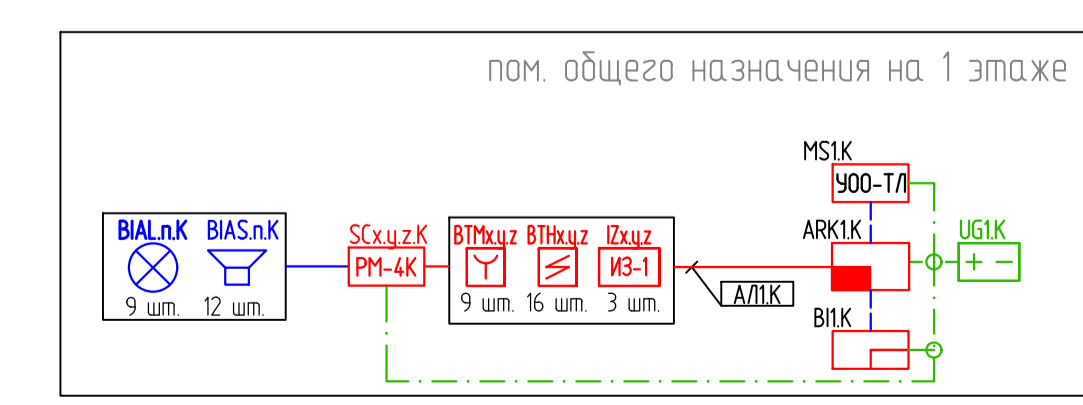 пом. общего назначения на 1 этаже
MS1.K
УОО-ТЛ
BIAL.n.K BIAS.n.K
9 шт. 12 шт.
SCx.y.z.K
РМ-4К
BTMx.y.z BTHx.y.z IZx.y.z
ИЗ-1
9 шт. 16 шт. 3 шт.
АЛ1.К
ARK1.K
UG1.K
+ -
BI1.K